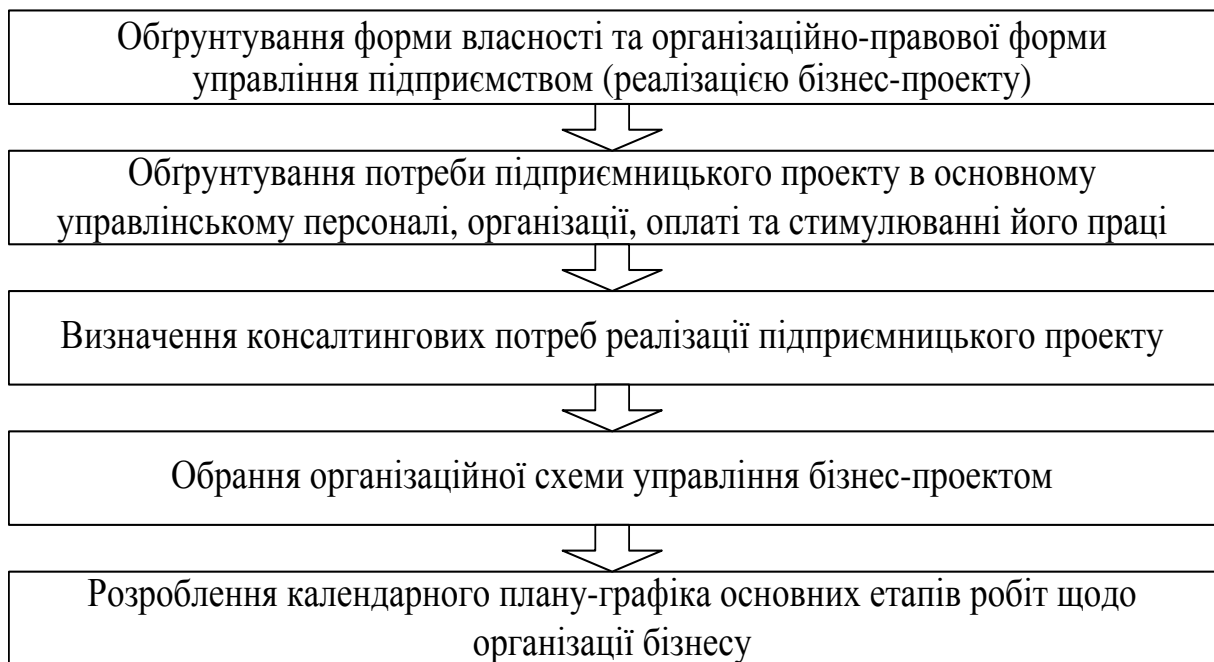 Обґрунтування форми власності та організаційно-правової форми
управління підприємством (реалізацією бізнес-проекту)
Обґрунтування потреби підприємницького проекту в основному
управлінському персоналі, організації, оплаті та стимулюванні його праці
Визначення консалтингових потреб реалізації підприємницького проекту
Обрання організаційної схеми управління бізнес-проектом
Розроблення календарного плану-графіка основних етапів робіт щодо
організації бізнесу